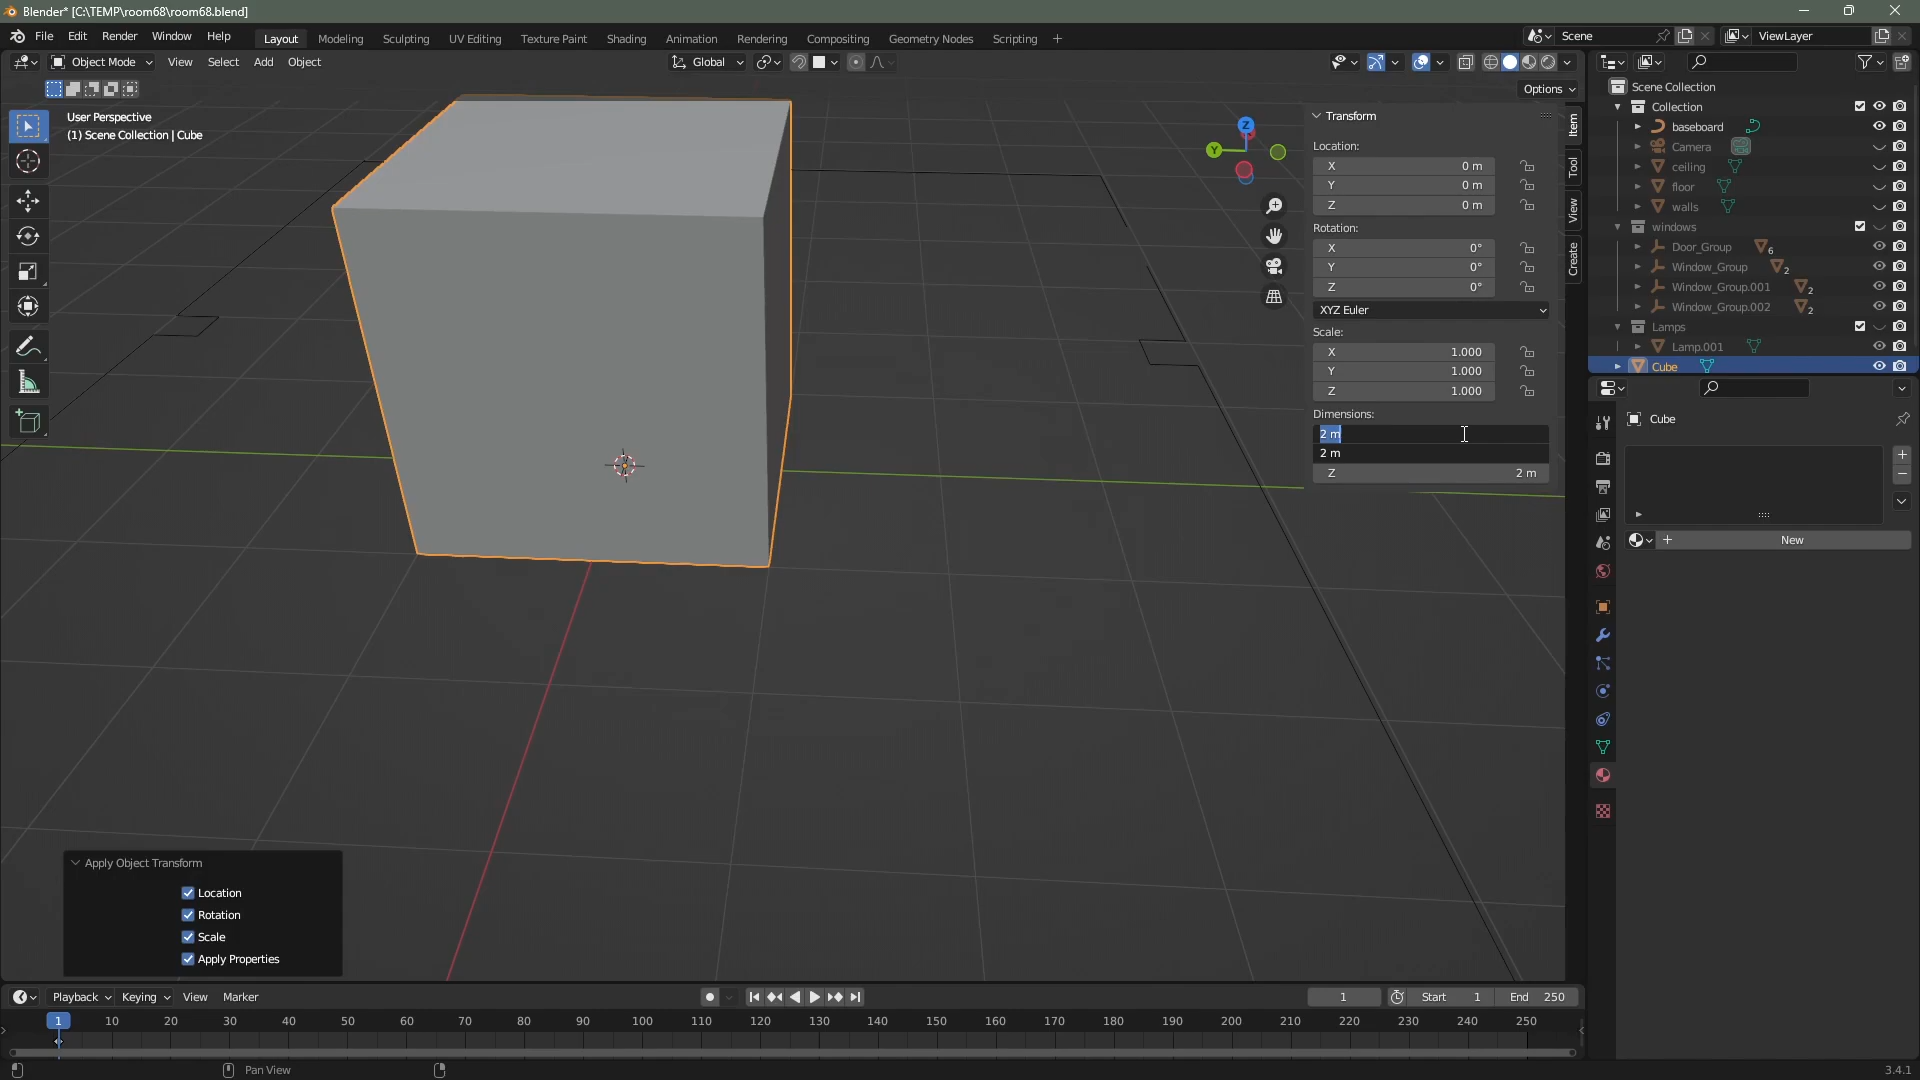 Blender* [C:\TEMP\room68\room68.blend]
File Edit Render Window Help Layout Modeling Sculpting UV Editing Texture Paint Shading Animation Rendering Compositing Geometry Nodes Scripting + Scene ViewLayer
Object Mode View Select Add Object Global
Options
User Perspective
(1) Scene Collection | Cube
Z
Y
Transform
Location:
X 0 m
Y 0 m
Z 0 m
Rotation:
X 0°
Y 0°
Z 0°
XYZ Euler
Scale:
X 1.000
Y 1.000
Z 1.000
Dimensions:
2 m
2 m
Z 2 m
Item
Tool
View
Create
Scene Collection
Collection
baseboard
Camera
ceiling
floor
walls
windows
Door_Group 6
Window_Group 2
Window_Group.001 2
Window_Group.002 2
Lamps
Lamp.001
Cube
Cube
New
Apply Object Transform
Location
Rotation
Scale
Apply Properties
Playback Keying View Marker 1 Start 1 End 250
1 10 20 30 40 50 60 70 80 90 100 110 120 130 140 150 160 170 180 190 200 210 220 230 240 250
Pan View 3.4.1